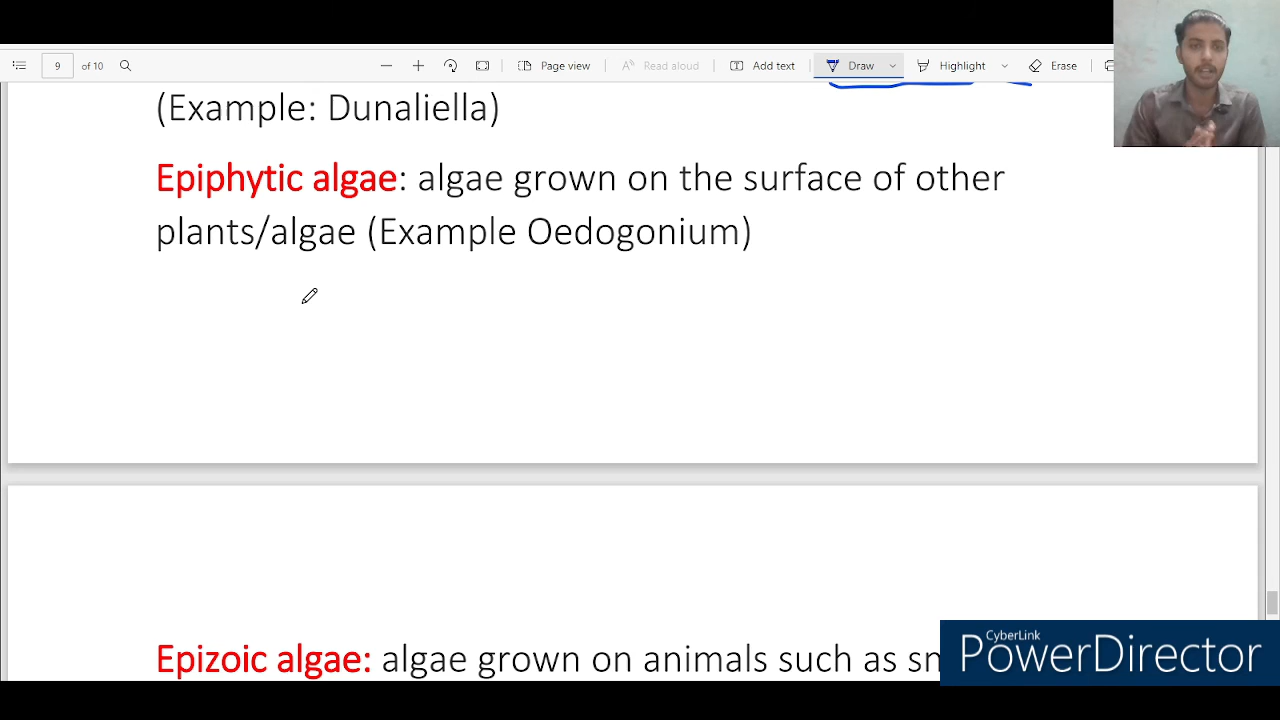 9 of 10 Page view Read aloud Add text Draw Highlight Erase
(Example: Dunaliella)
Epiphytic algae: algae grown on the surface of other
plants/algae (Example Oedogonium)
Epizoic algae: algae grown on animals such as
CyberLink
PowerDirector